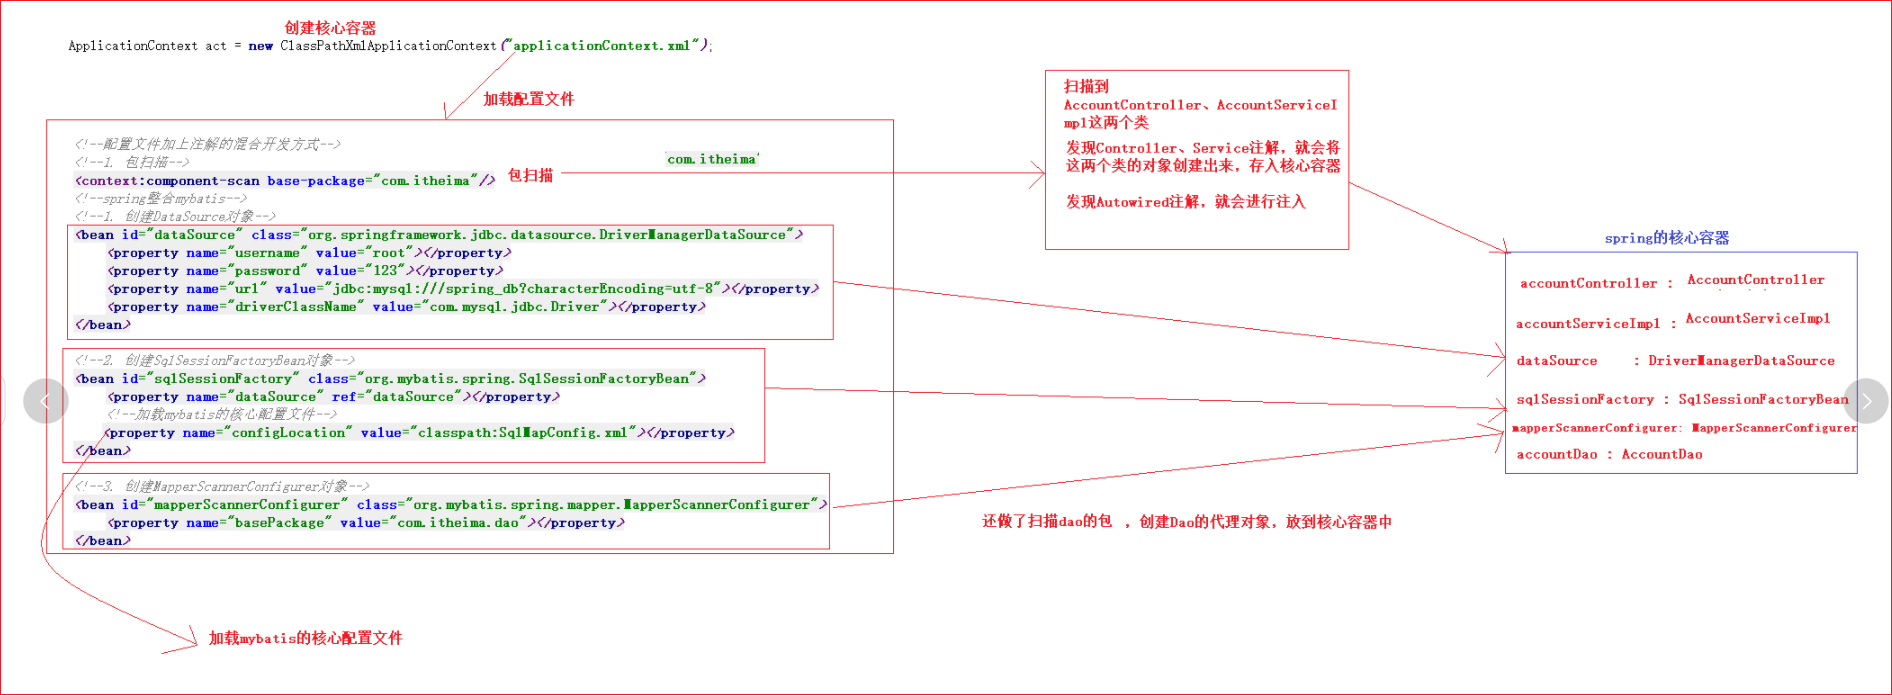 创建核心容器
ApplicationContext act = new ClassPathXmlApplicationContext("applicationContext.xml");
加载配置文件
<!--配置文件加上注解的混合开发方式-->
<!--1. 包扫描-->
<context:component-scan base-package="com.itheima"/>
包扫描
com.itheima
<!--spring整合mybatis-->
<!--1. 创建DataSource对象-->
<bean id="dataSource" class="org.springframework.jdbc.datasource.DriverManagerDataSource">
<property name="username" value="root"></property>
<property name="password" value="123"></property>
<property name="url" value="jdbc:mysql:///spring_db?characterEncoding=utf-8"></property>
<property name="driverClassName" value="com.mysql.jdbc.Driver"></property>
</bean>
<!--2. 创建SqlSessionFactoryBean对象-->
<bean id="sqlSessionFactory" class="org.mybatis.spring.SqlSessionFactoryBean">
<property name="dataSource" ref="dataSource"></property>
<!--加载mybatis的核心配置文件-->
<property name="configLocation" value="classpath:SqlMapConfig.xml"></property>
</bean>
<!--3. 创建MapperScannerConfigurer对象-->
<bean id="mapperScannerConfigurer" class="org.mybatis.spring.mapper.MapperScannerConfigurer">
<property name="basePackage" value="com.itheima.dao"></property>
</bean>
加载mybatis的核心配置文件
扫描到
AccountController、AccountServiceI
mpl这两个类
发现Controller、Service注解，就会将
这两个类的对象创建出来，存入核心容器
发现Autowired注解，就会进行注入
还做了扫描dao的包 ，创建Dao的代理对象，放到核心容器中
spring的核心容器
accountController : AccountController
accountServiceImpl : AccountServiceImpl
dataSource : DriverManagerDataSource
sqlSessionFactory : SqlSessionFactoryBean
mapperScannerConfigurer: MapperScannerConfigurer
accountDao : AccountDao